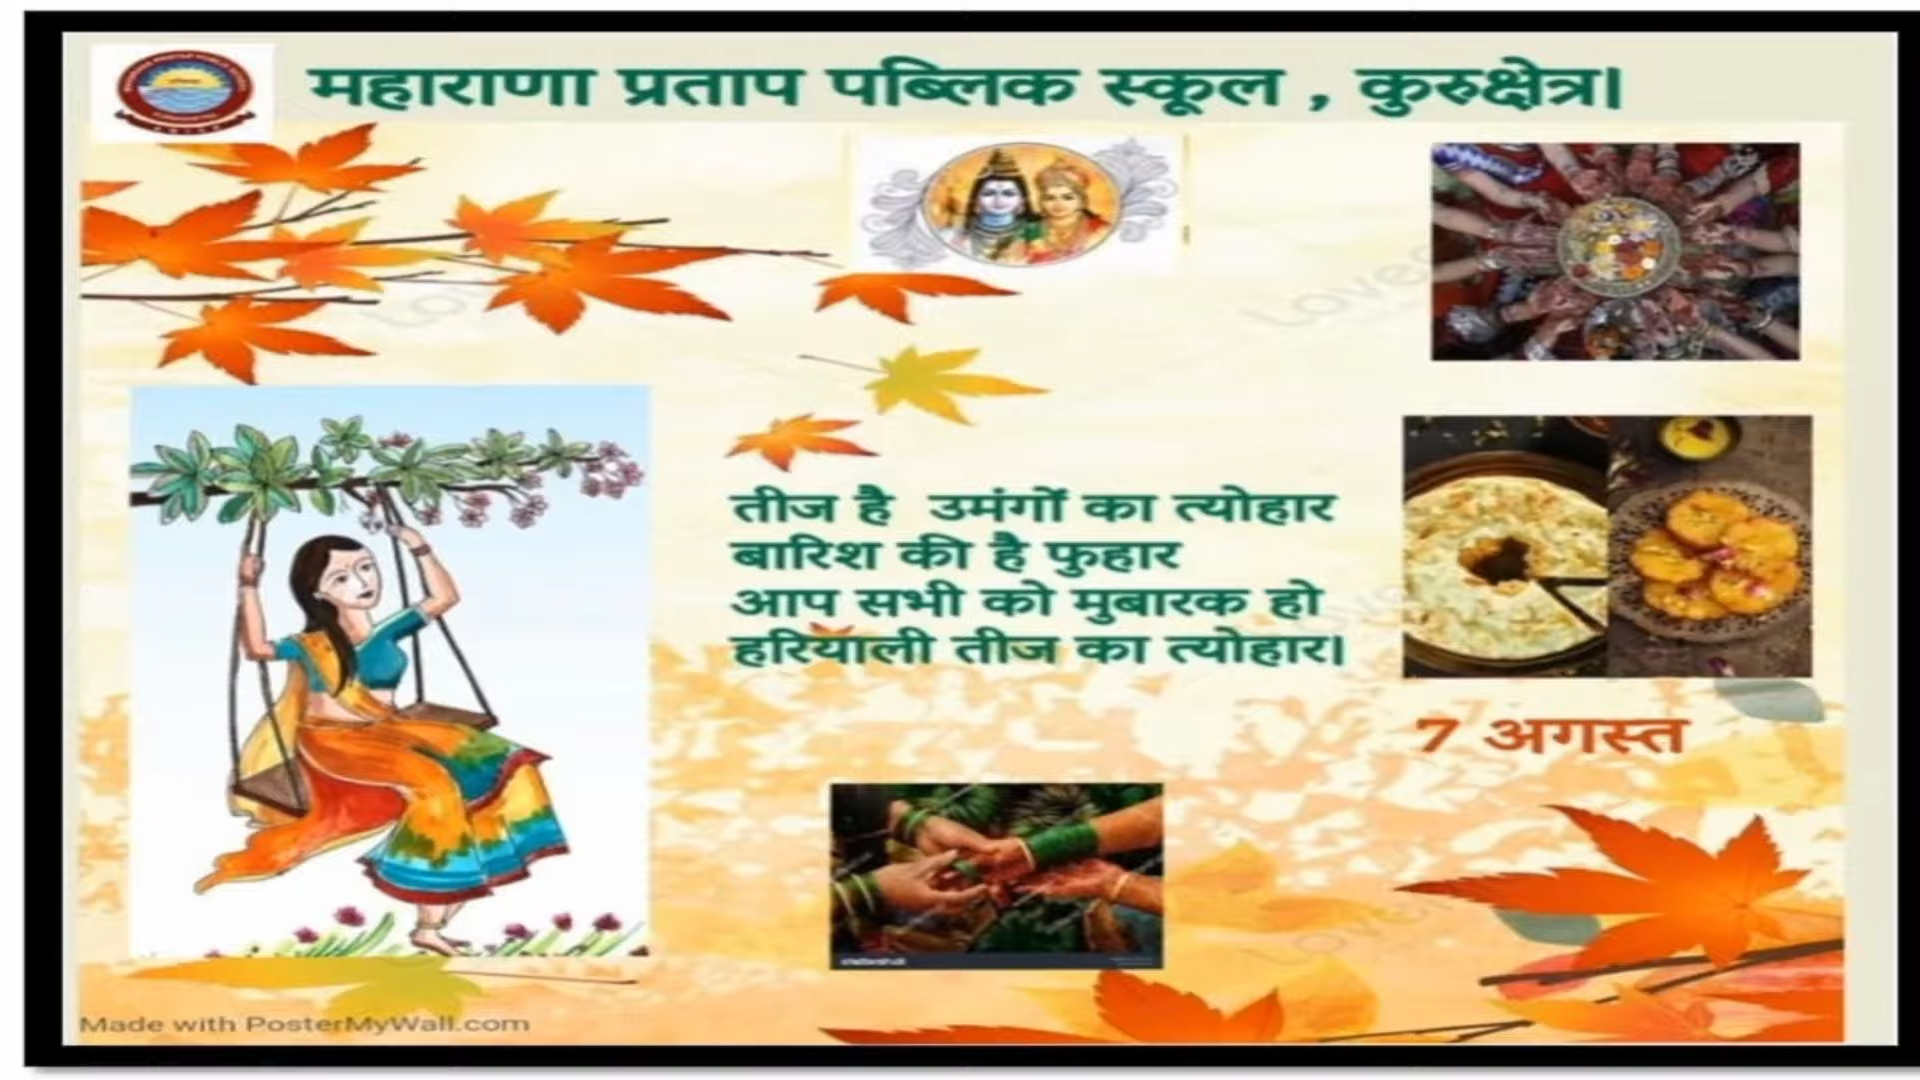 महाराणा प्रताप पब्लिक स्कूल , कुरुक्षेत्र।
तीज है उमंगों का त्योहार
बारिश की है फुहार
आप सभी को मुबारक हो
हरियाली तीज का त्योहार।
7 अगस्त
Made with PosterMyWall.com